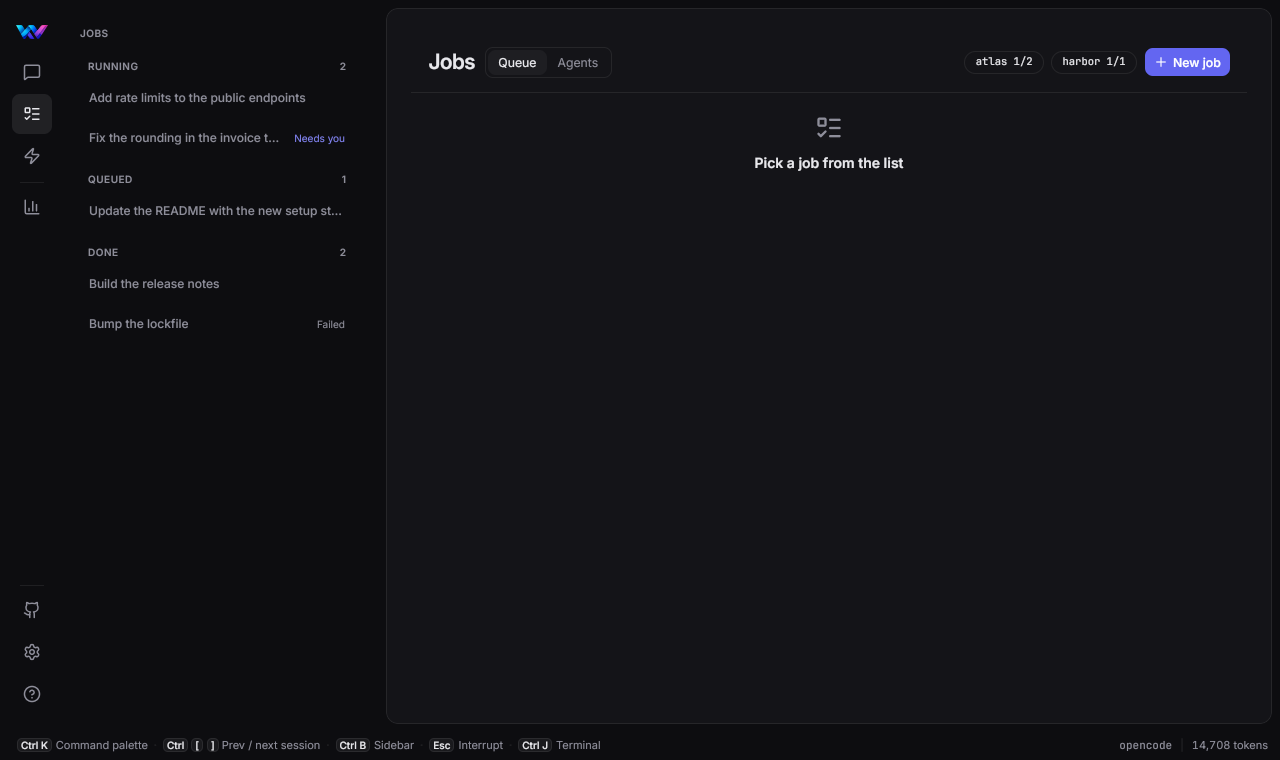 JOBS
RUNNING 2
Add rate limits to the public endpoints
Fix the rounding in the invoice t... Needs you
QUEUED 1
Update the README with the new setup st...
DONE 2
Build the release notes
Bump the lockfile Failed
Jobs Queue Agents atlas 1/2 harbor 1/1 + New job
Pick a job from the list
Ctrl K Command palette · Ctrl [ ] Prev / next session · Ctrl B Sidebar · Esc Interrupt · Ctrl J Terminal opencode 14,708 tokens